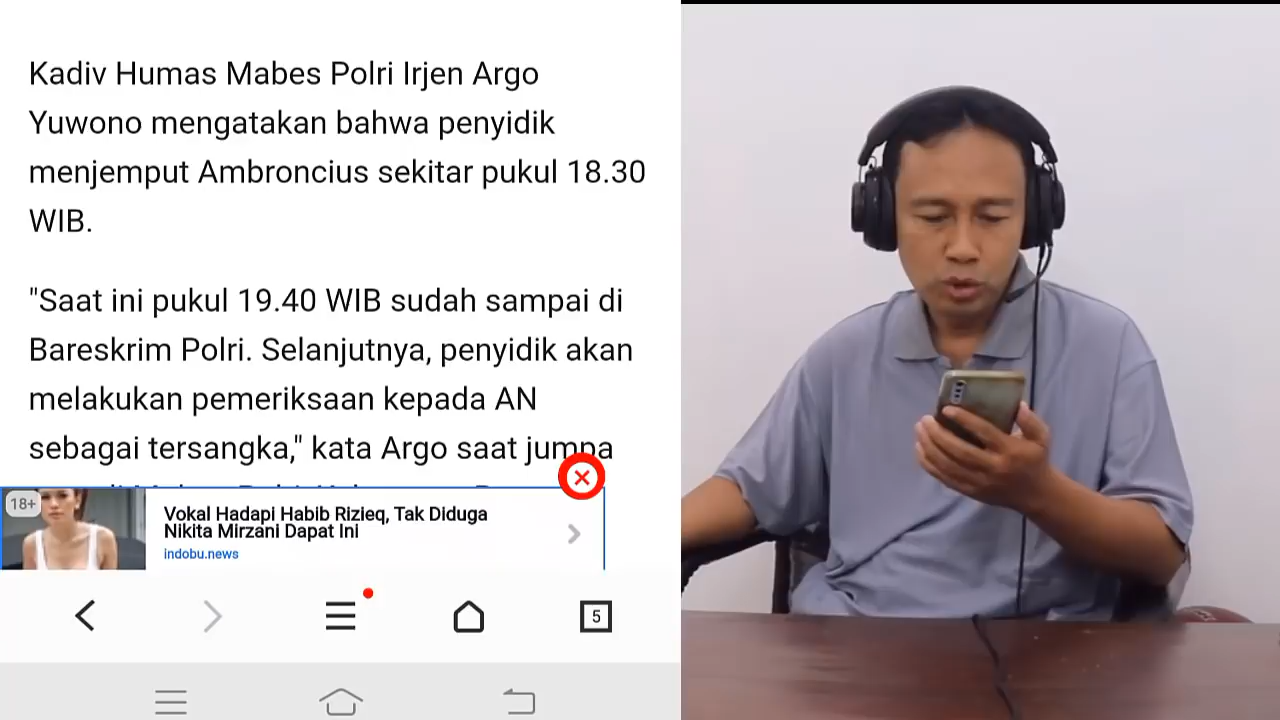 Kadiv Humas Mabes Polri Irjen Argo
Yuwono mengatakan bahwa penyidik
menjemput Ambroncius sekitar pukul 18.30
WIB.
"Saat ini pukul 19.40 WIB sudah sampai di
Bareskrim Polri. Selanjutnya, penyidik akan
melakukan pemeriksaan kepada AN
sebagai tersangka," kata Argo saat jumpa
18+
Vokal Hadapi Habib Rizieq, Tak Diduga
Nikita Mirzani Dapat Ini
indobu.news
5